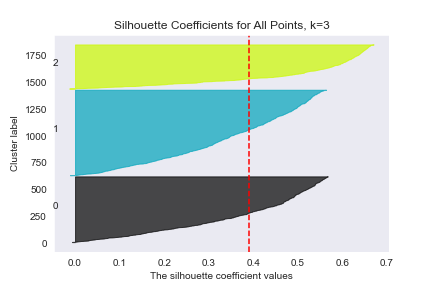 Silhouette Coefficients for All Points, k=3
1750
2
1500
1250
1
1000
750
500
0
250
0
Cluster label
0.0 0.1 0.2 0.3 0.4 0.5 0.6 0.7
The silhouette coefficient values